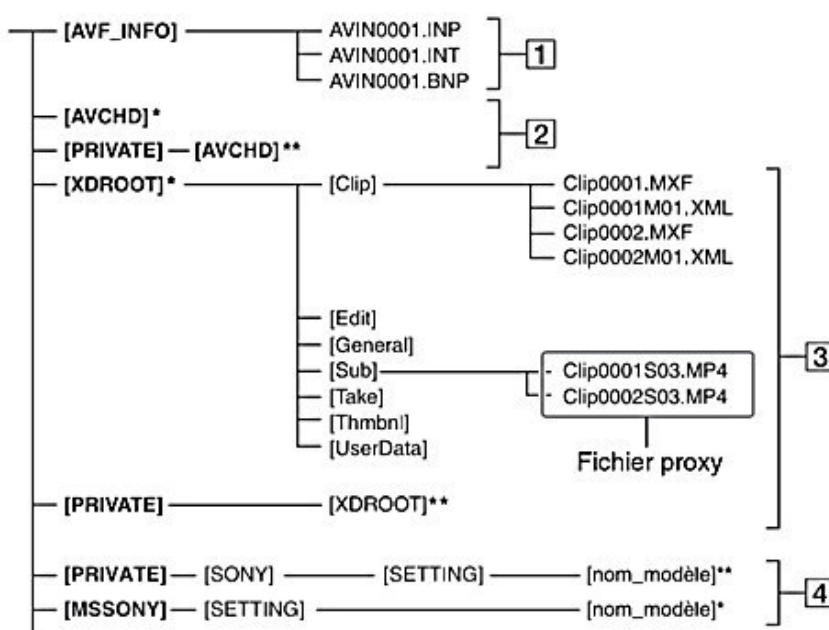 [AVF_INFO] AVIN0001.INP
AVIN0001.INT 1
AVIN0001.BNP
[AVCHD]*
2
[PRIVATE] [AVCHD]**
[XDROOT]* [Clip] Clip0001.MXF
Clip0001M01.XML
Clip0002.MXF
Clip0002M01.XML
[Edit]
[General]
3
[Sub] Clip0001S03.MP4
[Take] Clip0002S03.MP4
[Thmbnl]
[UserData]
Fichier proxy
[PRIVATE] [XDROOT]**
[PRIVATE] [SONY] [SETTING] [nom_modèle]**
4
[MSSONY] [SETTING] [nom_modèle]*